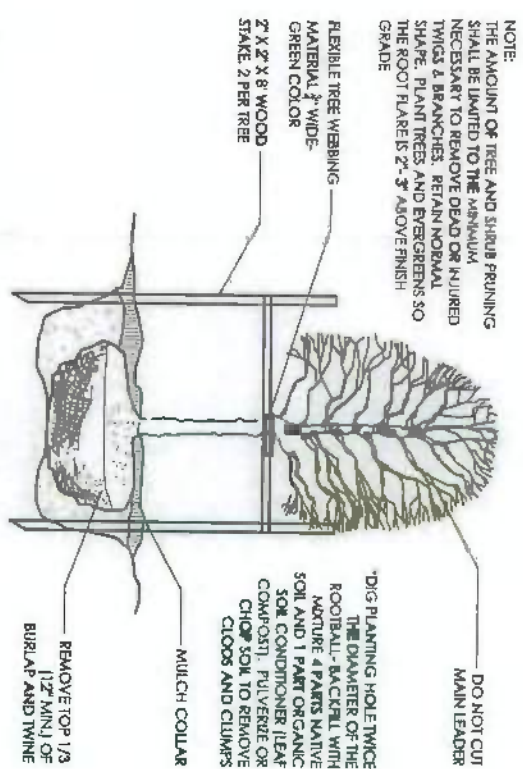 NOTE:
THE AMOUNT OF TREE AND SHRUB PRUNING
SHALL BE LIMITED TO THE MINIMUM
NECESSARY TO REMOVE DEAD OR INJURED
TWIGS & BRANCHES. RETAIN NORMAL
SHAPE. PLANT TREES AND EVERGREENS SO
THE ROOT FLARE IS 2"- 3" ABOVE FINISH
GRADE
FLEXIBLE TREE WEBBING
MATERIAL WIDE-
GREEN COLOR
2" X 2" X 8' WOOD
STAKE. 2 PER TREE
DO NOT CUT
MAIN LEADER
*DIG PLANTING HOLE TWICE
THE DIAMETER OF THE
ROOTBALL- BACKFILL WITH
MIXTURE 4 PARTS NATIVE
SOIL AND 1 PART ORGANIC
SOIL CONDITIONER (LEAF
COMPOST). PULVERIZE OR
CHOP SOIL TO REMOVE
CLODS AND CLUMPS
MULCH COLLAR
REMOVE TOP 1/3
(12" MIN.) OF
BURLAP AND TWINE